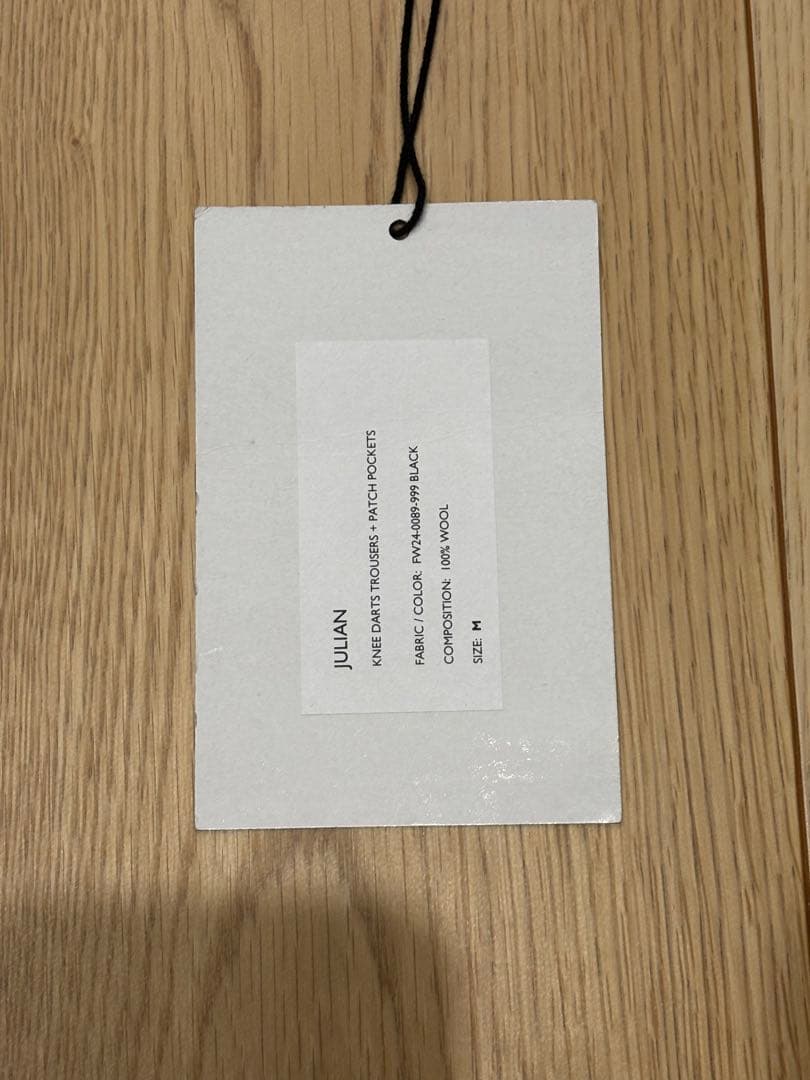 JULIAN
KNEE DARTS TROUSERS + PATCH POCKETS
FABRIC / COLOR: FW24-0089-999 BLACK
COMPOSITION: 100% WOOL
SIZE: M